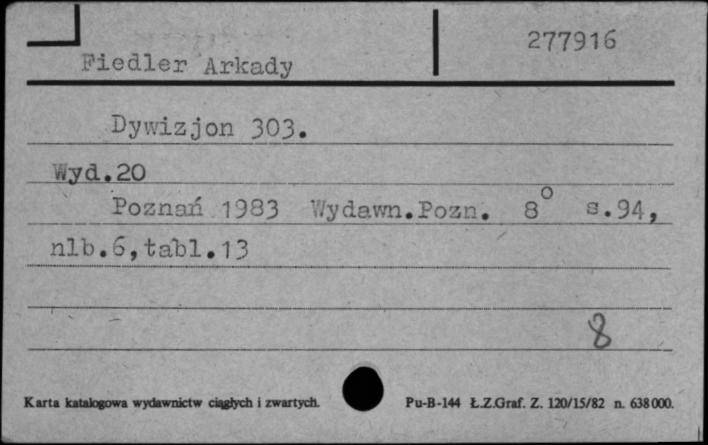 277916
Fiedler Arkady
Dywizjon 303.
Wyd.20
Poznań 1983 Wydawn.Pozn. 8° s.94,
nlb.6,tabl.13
8
Karta katalogowa wydawnictw ciągłych i zwartych. Pu-B-144 Ł.Z.Graf. Z. 120/15/82 n. 638000.